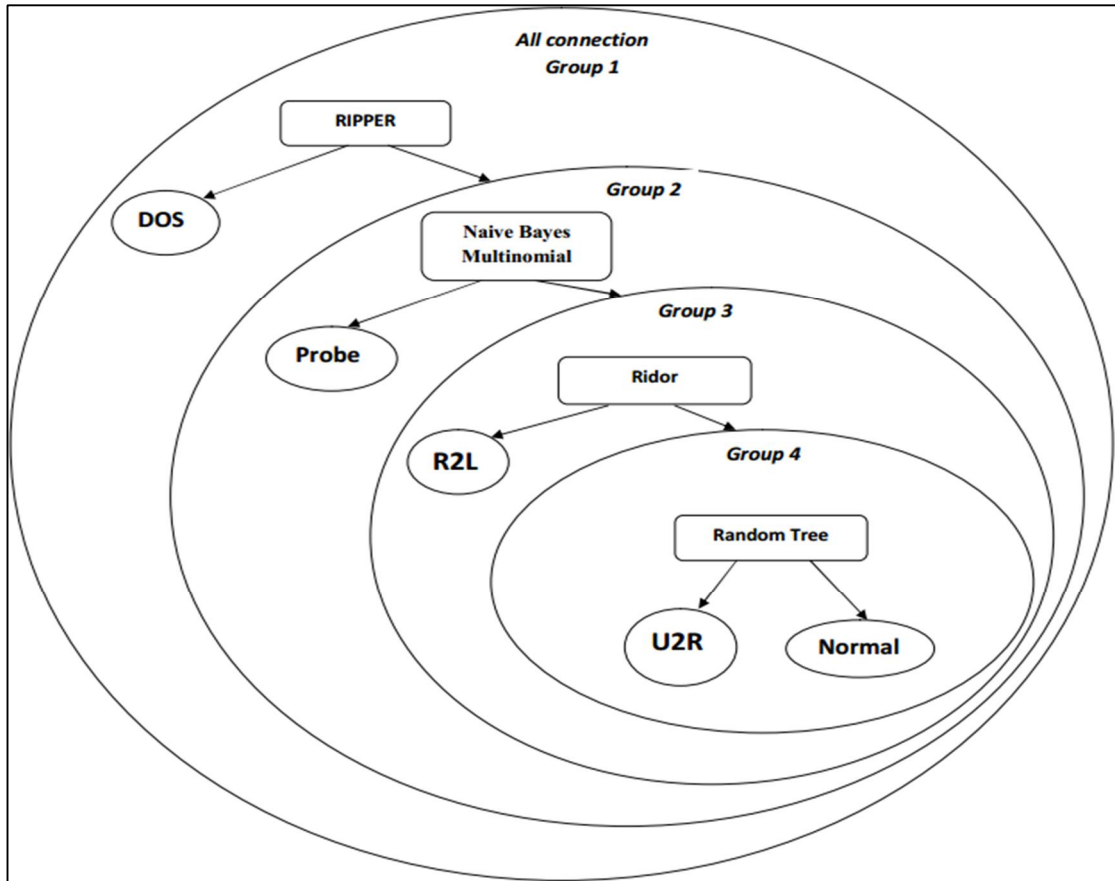 All connection
Group 1
RIPPER
DOS
Group 2
Naive Bayes
Multinomial
Probe
Group 3
Ridor
R2L
Group 4
Random Tree
U2R
Normal